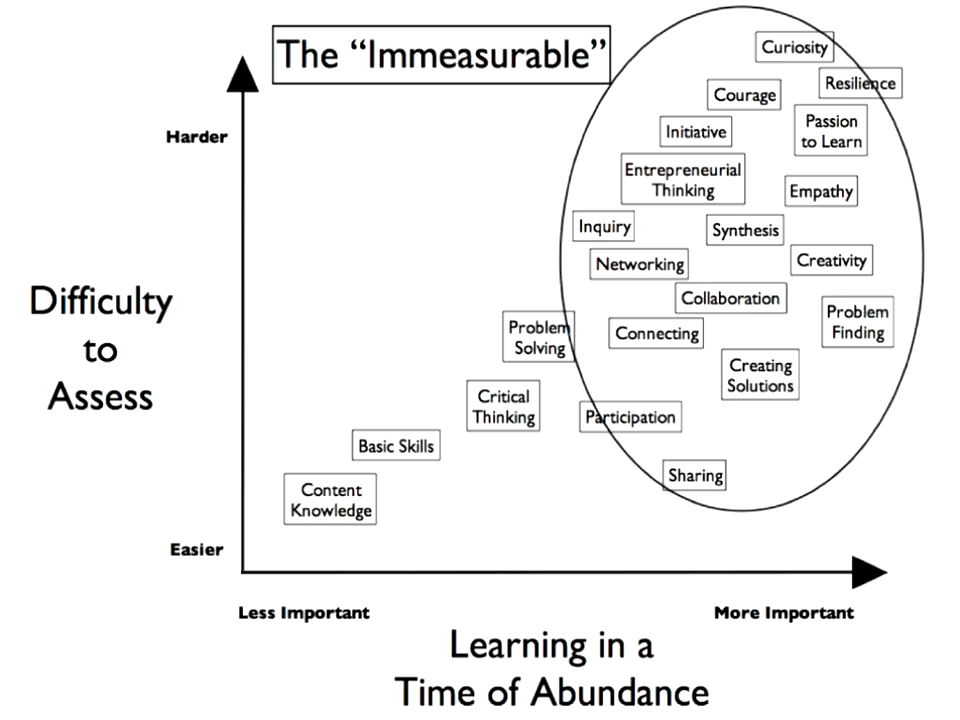 The “Immeasurable”
Curiosity
Resilience
Courage
Passion
to Learn
Harder
Initiative
Entrepreneurial
Thinking
Empathy
Inquiry
Synthesis
Networking
Creativity
Collaboration
Problem
Finding
Problem
Solving
Connecting
Creating
Solutions
Difficulty
to
Assess
Critical
Thinking
Participation
Basic Skills
Sharing
Content
Knowledge
Easier
Less Important
More Important
Learning in a
Time of Abundance